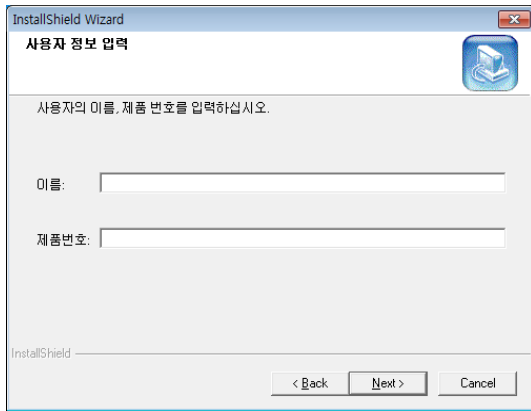 InstallShield Wizard
사용자 정보 입력
사용자의 이름, 제품 번호를 입력하십시오.
이름:
제품번호:
InstallShield
< Back
Next >
Cancel